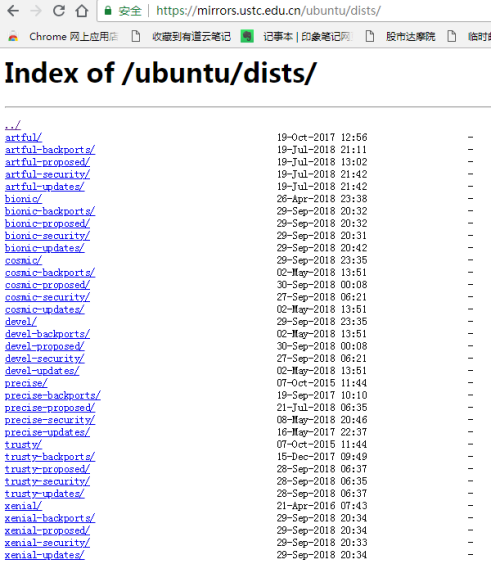 安全 https://mirrors.ustc.edu.cn/ubuntu/dists/
Chrome 网上应用店 收藏到有道云笔记 记事本 | 印象笔记网 股市达摩院 临时
Index of /ubuntu/dists/
../
artful/ 19-Oct-2017 12:56 -
artful-backports/ 19-Jul-2018 21:11 -
artful-proposed/ 19-Jul-2018 13:02 -
artful-security/ 19-Jul-2018 21:42 -
artful-updates/ 19-Jul-2018 21:42 -
bionic/ 26-Apr-2018 23:38 -
bionic-backports/ 29-Sep-2018 20:32 -
bionic-proposed/ 29-Sep-2018 20:32 -
bionic-security/ 29-Sep-2018 20:31 -
bionic-updates/ 29-Sep-2018 20:42 -
cosmic/ 29-Sep-2018 23:35 -
cosmic-backports/ 02-May-2018 13:51 -
cosmic-proposed/ 30-Sep-2018 00:08 -
cosmic-security/ 27-Sep-2018 06:21 -
cosmic-updates/ 02-May-2018 13:51 -
devel/ 29-Sep-2018 23:35 -
devel-backports/ 02-May-2018 13:51 -
devel-proposed/ 30-Sep-2018 00:08 -
devel-security/ 27-Sep-2018 06:21 -
devel-updates/ 02-May-2018 13:51 -
precise/ 07-Oct-2015 11:44 -
precise-backports/ 19-Sep-2017 10:10 -
precise-proposed/ 21-Jul-2018 06:35 -
precise-security/ 08-May-2018 20:46 -
precise-updates/ 16-May-2017 22:37 -
trusty/ 07-Oct-2015 11:44 -
trusty-backports/ 15-Dec-2017 09:49 -
trusty-proposed/ 28-Sep-2018 06:37 -
trusty-security/ 28-Sep-2018 06:35 -
trusty-updates/ 28-Sep-2018 06:37 -
xenial/ 21-Apr-2016 07:43 -
xenial-backports/ 29-Sep-2018 20:34 -
xenial-proposed/ 29-Sep-2018 20:34 -
xenial-security/ 29-Sep-2018 20:33 -
xenial-updates/ 29-Sep-2018 20:34 -